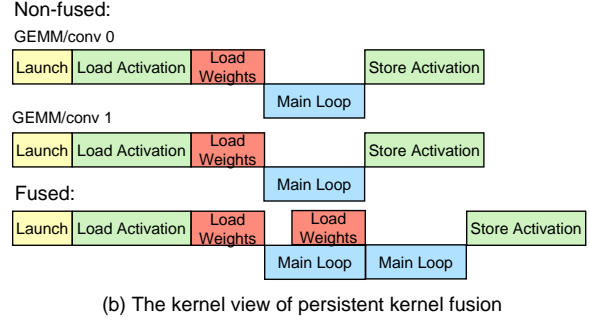 Non-fused:
GEMM/conv 0
Launch Load Activation Load Weights Store Activation
Main Loop
GEMM/conv 1
Launch Load Activation Load Weights Store Activation
Main Loop
Fused:
Launch Load Activation Load Weights Load Weights Store Activation
Main Loop Main Loop
(b) The kernel view of persistent kernel fusion